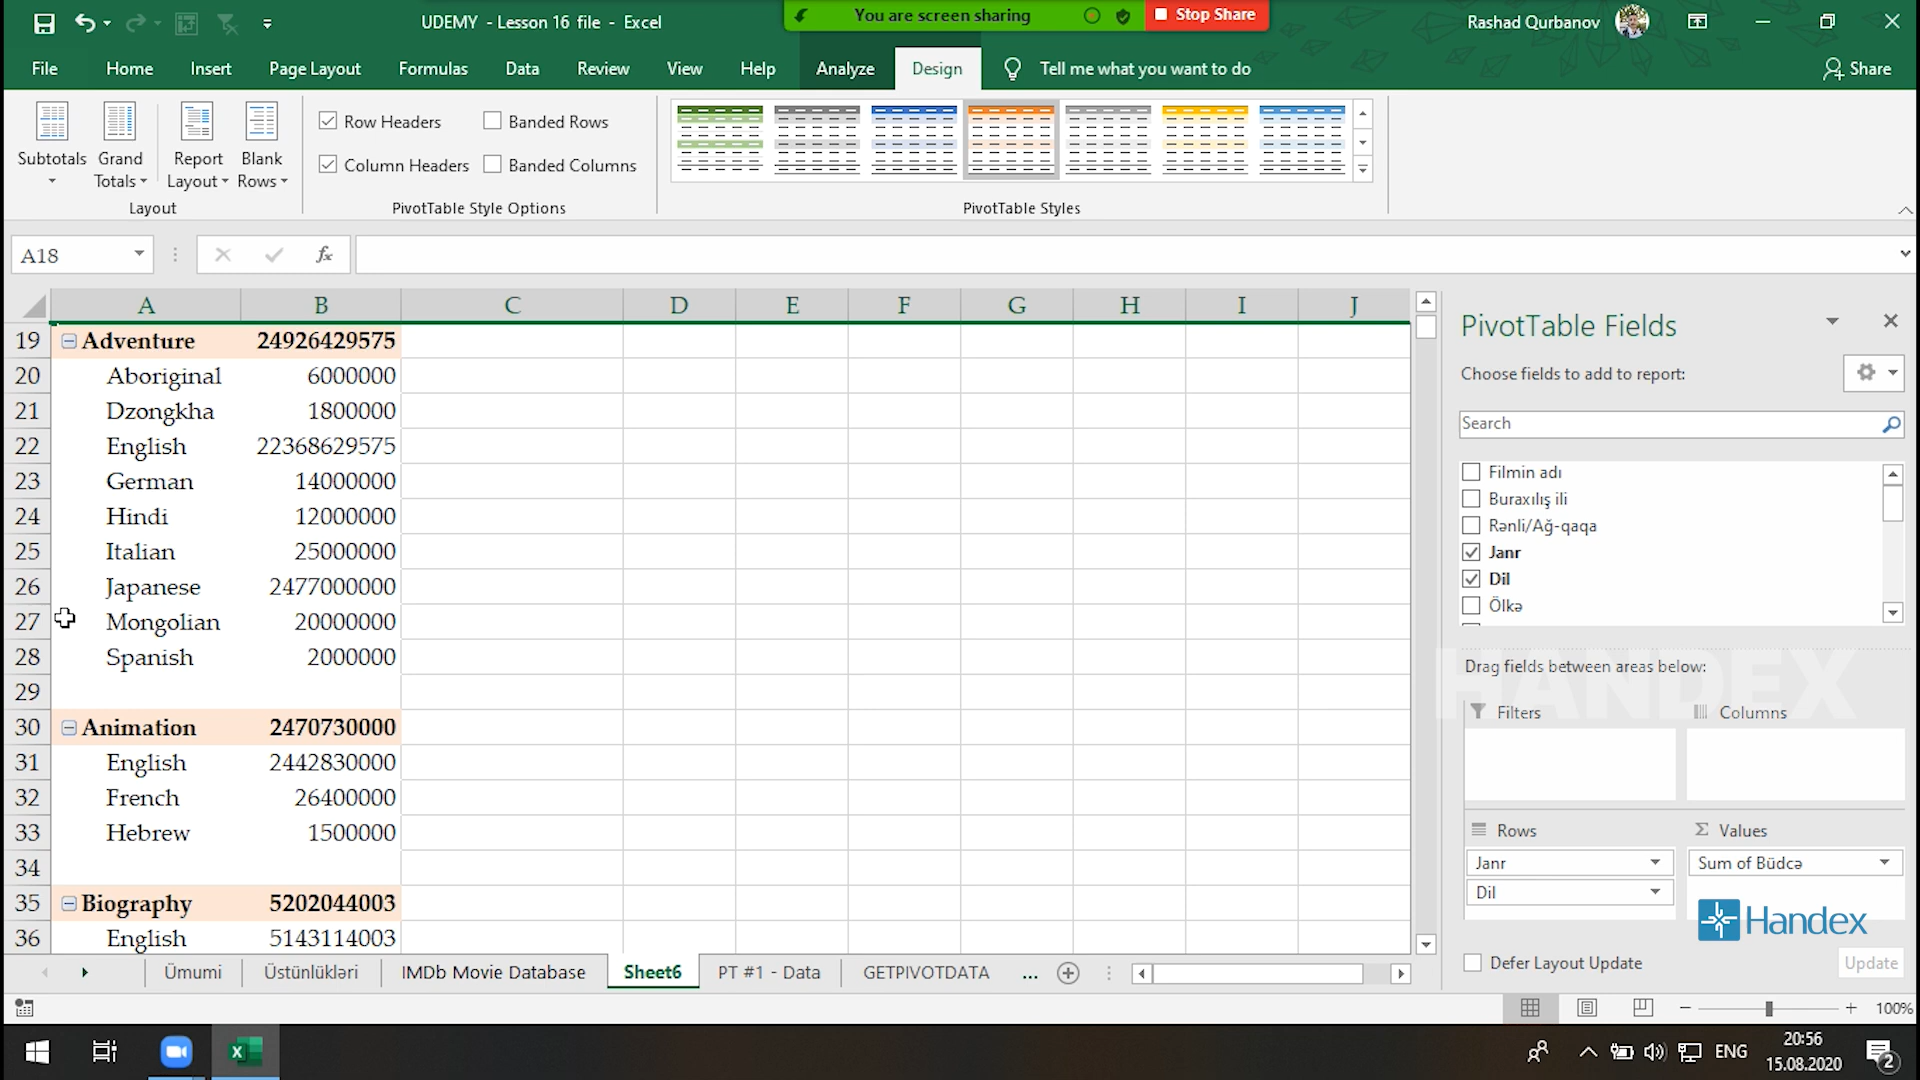 UDEMY - Lesson 16 file - Excel
You are screen sharing
Stop Share
Rashad Qurbanov
File Home Insert Page Layout Formulas Data Review View Help Analyze Design Tell me what you want to do Share
Subtotals
Grand Totals
Report Layout
Blank Rows
Row Headers
Banded Rows
Column Headers
Banded Columns
Layout
PivotTable Style Options
PivotTable Styles
A18
fx
A B C D E F G H I J
19 Adventure 24926429575
20 Aboriginal 6000000
21 Dzongkha 1800000
22 English 22368629575
23 German 14000000
24 Hindi 12000000
25 Italian 25000000
26 Japanese 2477000000
27 Mongolian 20000000
28 Spanish 2000000
29
30 Animation 2470730000
31 English 2442830000
32 French 26400000
33 Hebrew 1500000
34
35 Biography 5202044003
36 English 5143114003
PivotTable Fields
Choose fields to add to report:
Search
Filmin adı
Buraxılış ili
Rənli/Ağ-qaqa
Janr
Dil
Ölkə
Drag fields between areas below:
HANDEX
Filters
Columns
Rows
Σ Values
Janr
Sum of Büdcə
Dil
Handex
Defer Layout Update
Update
Ümumi Üstünlükləri IMDb Movie Database Sheet6 PT #1 - Data GETPIVOTDATA ...
100%
ENG
20:56
15.08.2020
2